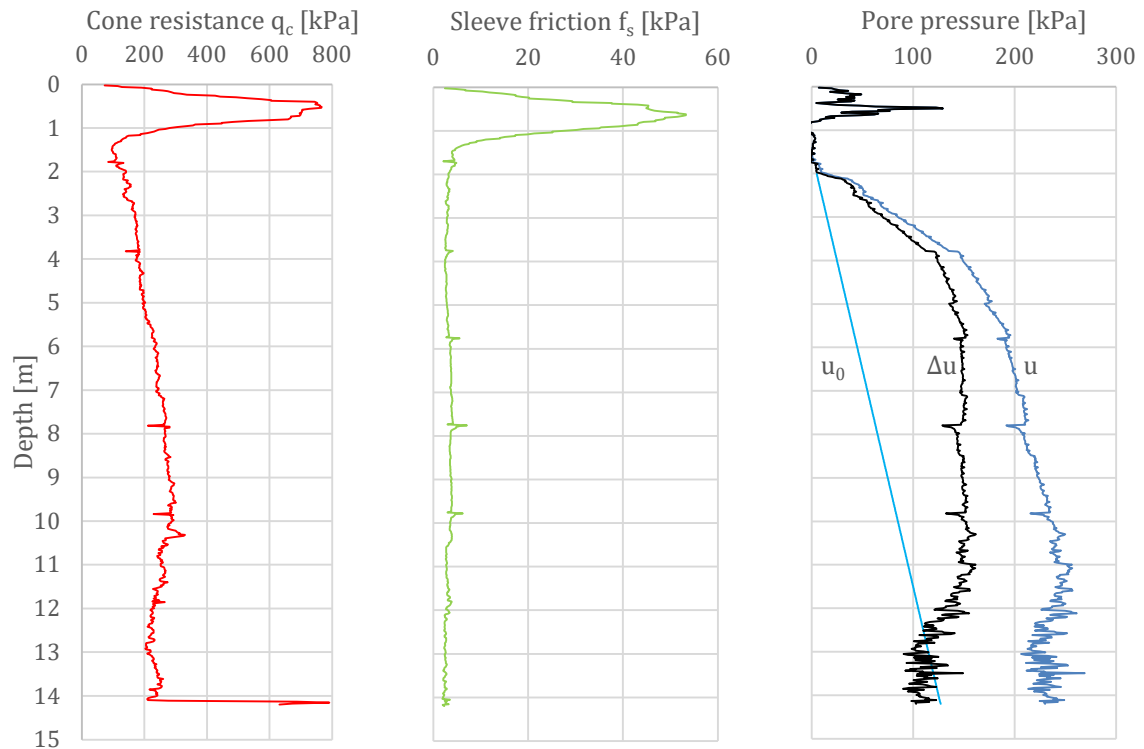 Cone resistance q_c [kPa]
0 200 400 600 800
Sleeve friction f_s [kPa]
0 20 40 60
Pore pressure [kPa]
0 100 200 300
0
1
2
3
4
5
6
7
8
9
10
11
12
13
14
15
Depth [m]
u_0
Δu
u